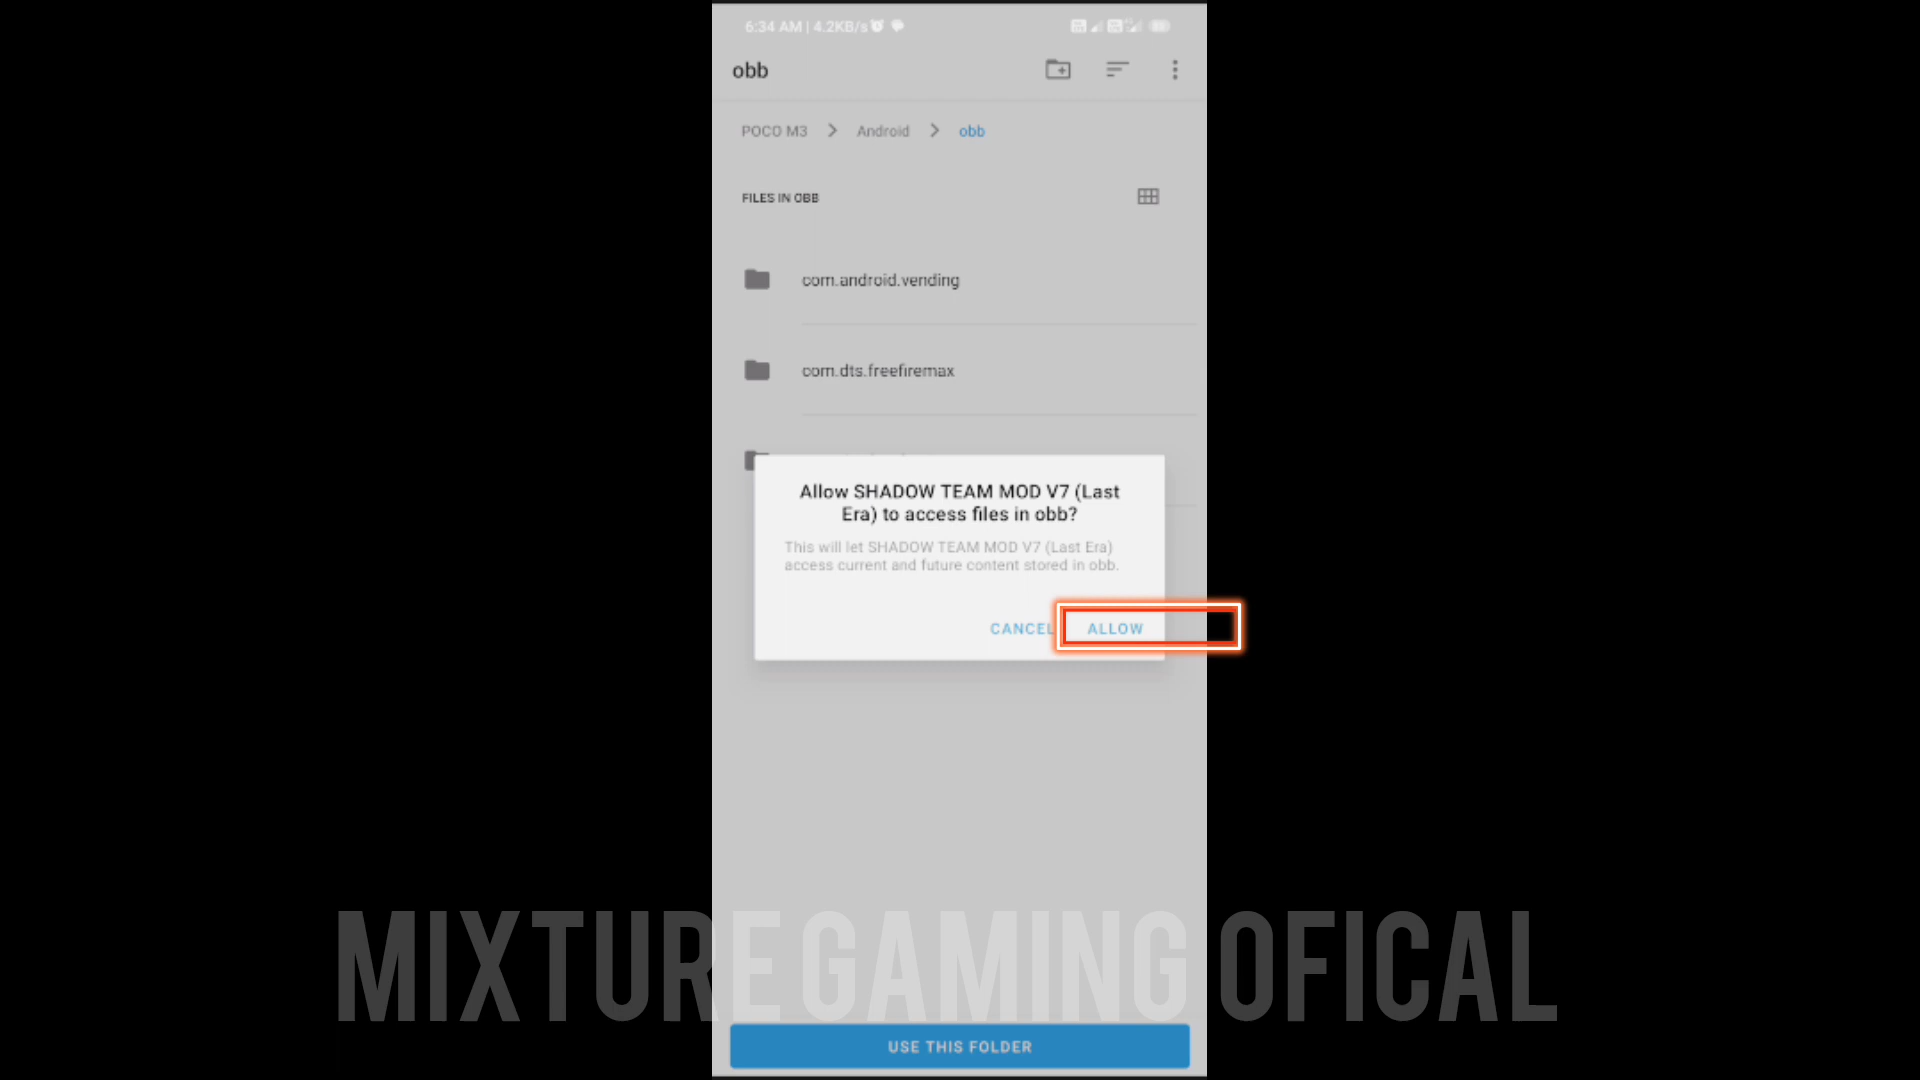 6:34 AM | 4.2KB/s
obb
POCO M3 > Android > obb
FILES IN OBB
com.android.vending
com.dts.freefiremax
Allow SHADOW TEAM MOD V7 (Last
Era) to access files in obb?
This will let SHADOW TEAM MOD V7 (Last Era)
access current and future content stored in obb.
CANCEL ALLOW
MIXTURE GAMING OFICAL
USE THIS FOLDER